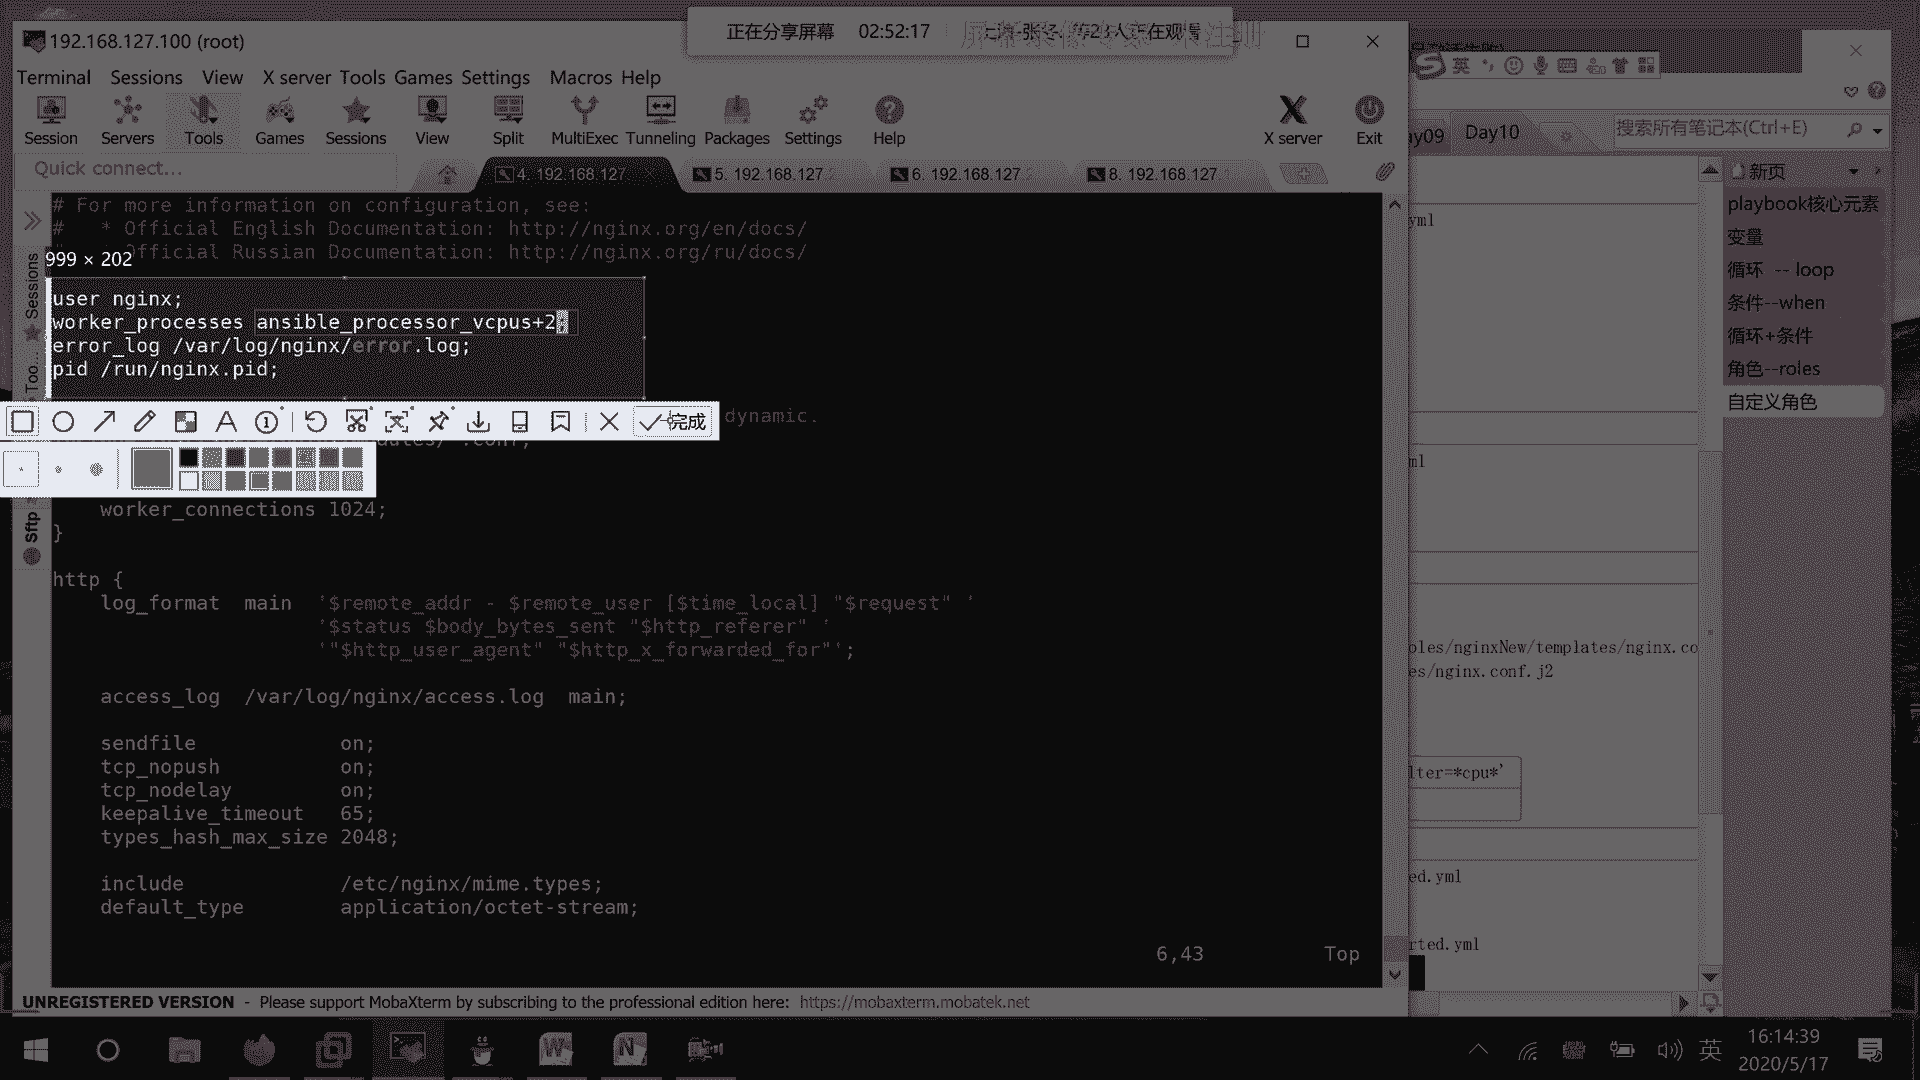 192.168.127.100 (root)
正在分享屏幕 02:52:17
Terminal Sessions View X server Tools Games Settings Macros Help
Session Servers Tools Games Sessions View Split MultiExec Tunneling Packages Settings Help X server Exit
Quick connect...
4. 192.168.127 5. 192.168.127. 6. 192.168.127. 8. 192.168.127.
# For more information on configuration, see:
# * Official English Documentation: http://nginx.org/en/docs/
* Official Russian Documentation: http://nginx.org/ru/docs/
999 × 202
user nginx;
worker_processes ansible_processor_vcpus+2;
error_log /var/log/nginx/error.log;
pid /run/nginx.pid;
完成
dynamic.
worker_connections 1024;
}
http {
log_format main '$remote_addr - $remote_user [$time_local] "$request" '
'$status $body_bytes_sent "$http_referer" '
'"$http_user_agent" "$http_x_forwarded_for"';
access_log /var/log/nginx/access.log main;
sendfile on;
tcp_nopush on;
tcp_nodelay on;
keepalive_timeout 65;
types_hash_max_size 2048;
include /etc/nginx/mime.types;
default_type application/octet-stream;
6,43 Top
Sessions
Too...
Sftp
UNREGISTERED VERSION - Please support MobaXterm by subscribing to the professional edition here: https://mobaxterm.mobatek.net
英
ay09 Day10
搜索所有笔记本(Ctrl+E)
新页
playbook核心元素
变量
循环 -- loop
条件--when
循环+条件
角色--roles
自定义角色
yml
ml
oles/nginxNew/templates/nginx.co
es/nginx.conf.j2
lter=*cpu*'
ed.yml
rted.yml
英
16:14:39
2020/5/17